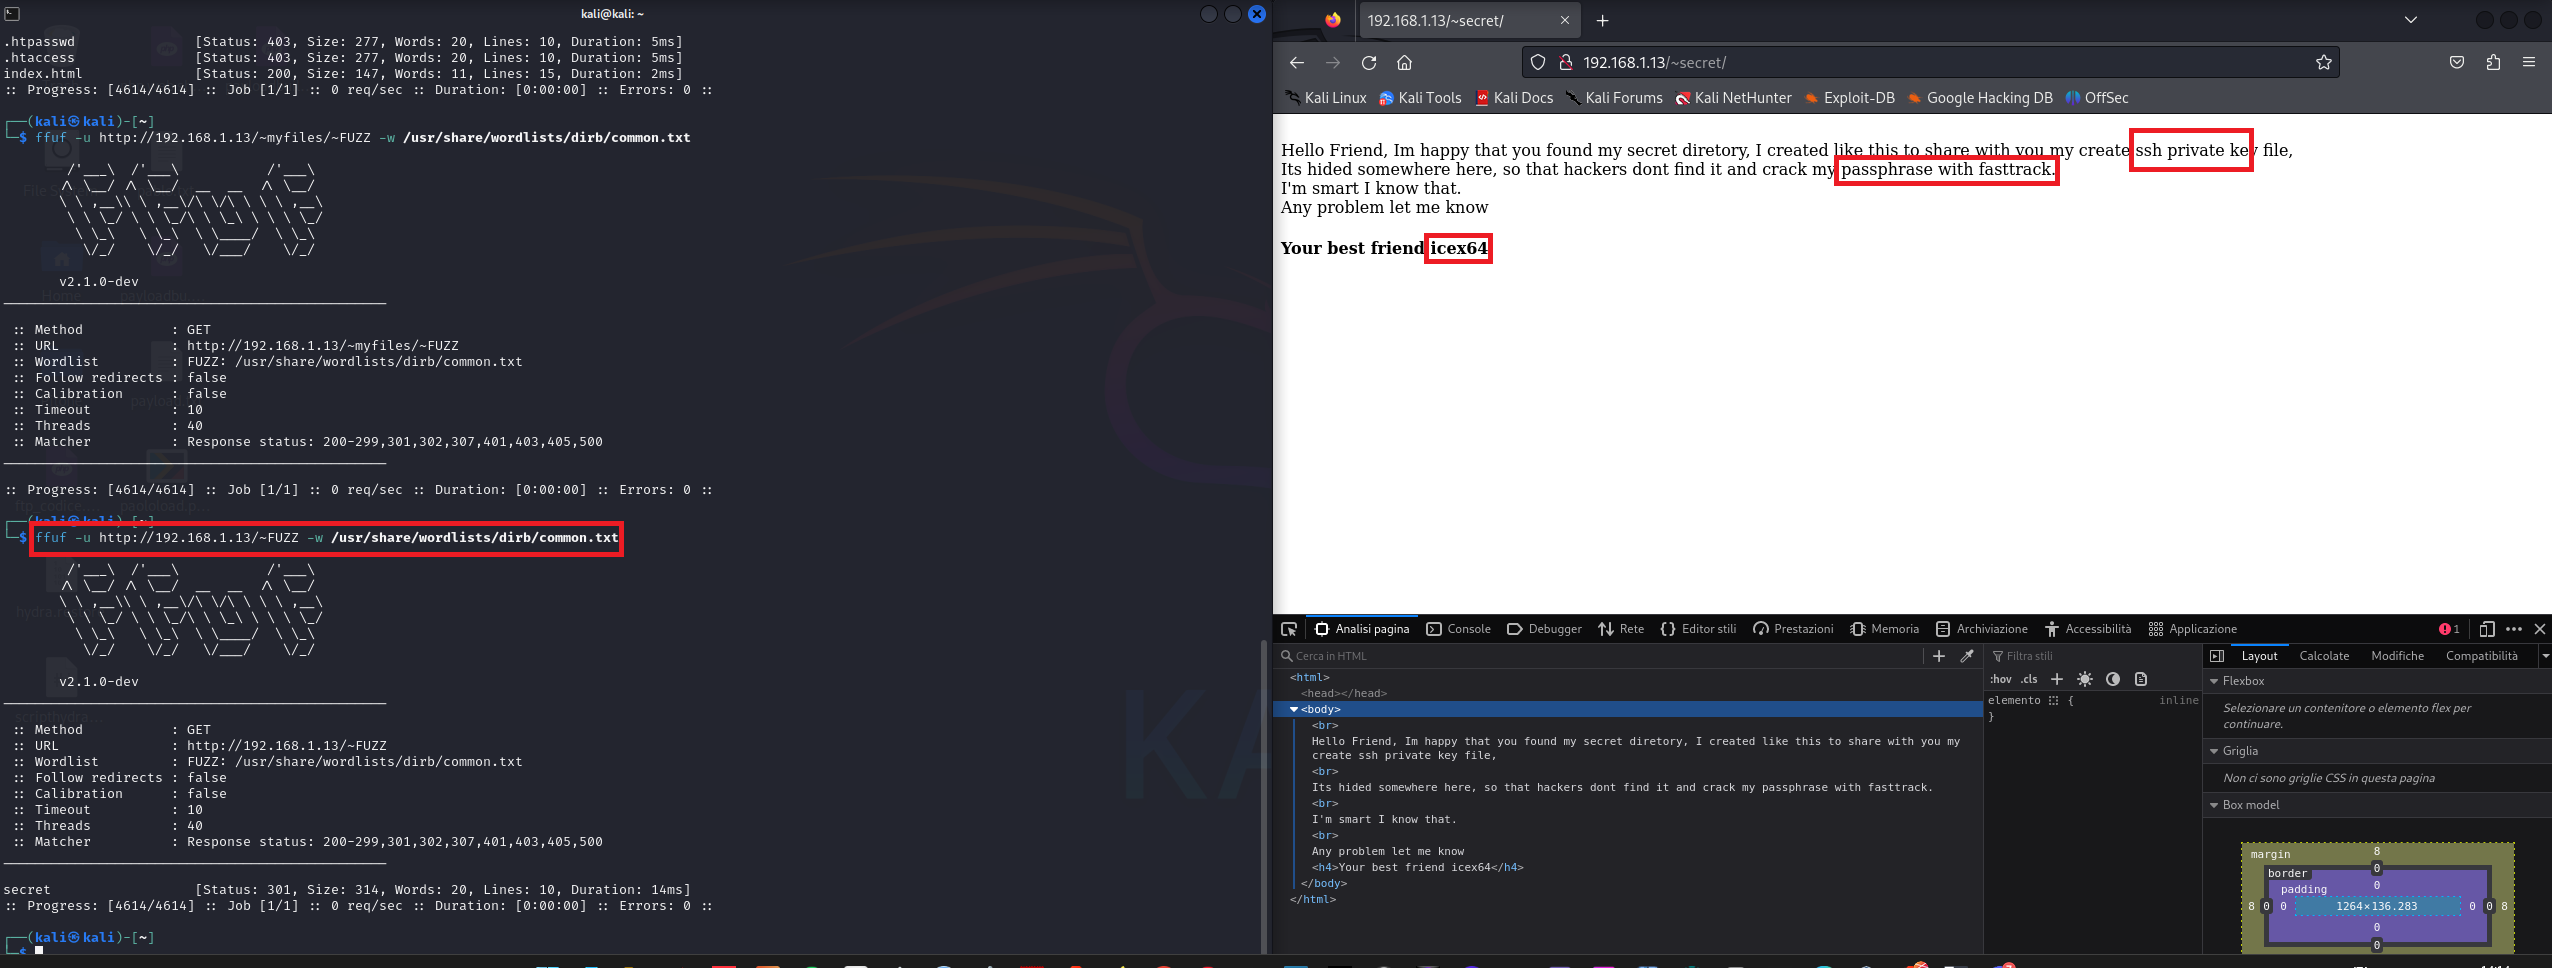 kali@kali: ~
.htpasswd [Status: 403, Size: 277, Words: 20, Lines: 10, Duration: 5ms]
.htaccess [Status: 403, Size: 277, Words: 20, Lines: 10, Duration: 5ms]
index.html [Status: 200, Size: 147, Words: 11, Lines: 15, Duration: 2ms]
:: Progress: [4614/4614] :: Job [1/1] :: 0 req/sec :: Duration: [0:00:00] :: Errors: 0 ::
┌──(kali㉿kali)-[~]
└─$ ffuf -u http://192.168.1.13/~myfiles/~FUZZ -w /usr/share/wordlists/dirb/common.txt
v2.1.0-dev
:: Method : GET
:: URL : http://192.168.1.13/~myfiles/~FUZZ
:: Wordlist : FUZZ: /usr/share/wordlists/dirb/common.txt
:: Follow redirects : false
:: Calibration : false
:: Timeout : 10
:: Threads : 40
:: Matcher : Response status: 200-299,301,302,307,401,403,405,500
:: Progress: [4614/4614] :: Job [1/1] :: 0 req/sec :: Duration: [0:00:00] :: Errors: 0 ::
┌──(kali㉿kali)-[~]
└─$ ffuf -u http://192.168.1.13/~FUZZ -w /usr/share/wordlists/dirb/common.txt
v2.1.0-dev
:: Method : GET
:: URL : http://192.168.1.13/~FUZZ
:: Wordlist : FUZZ: /usr/share/wordlists/dirb/common.txt
:: Follow redirects : false
:: Calibration : false
:: Timeout : 10
:: Threads : 40
:: Matcher : Response status: 200-299,301,302,307,401,403,405,500
secret [Status: 301, Size: 314, Words: 20, Lines: 10, Duration: 14ms]
:: Progress: [4614/4614] :: Job [1/1] :: 0 req/sec :: Duration: [0:00:00] :: Errors: 0 ::
┌──(kali㉿kali)-[~]
└─$
192.168.1.13/~secret/
192.168.1.13/~secret/
Kali Linux Kali Tools Kali Docs Kali Forums Kali NetHunter Exploit-DB Google Hacking DB OffSec
Hello Friend, Im happy that you found my secret diretory, I created like this to share with you my create ssh private key file,
Its hided somewhere here, so that hackers dont find it and crack my passphrase with fasttrack.
I'm smart I know that.
Any problem let me know
Your best friend icex64
Analisi pagina Console Debugger Rete Editor stili Prestazioni Memoria Archiviazione Accessibilità Applicazione 1
Cerca in HTML
<html>
<head></head>
<body>
<br>
Hello Friend, Im happy that you found my secret diretory, I created like this to share with you my
create ssh private key file,
<br>
Its hided somewhere here, so that hackers dont find it and crack my passphrase with fasttrack.
<br>
I'm smart I know that.
<br>
Any problem let me know
<h4>Your best friend icex64</h4>
</body>
</html>
Filtra stili
:hov .cls
elemento { inline
}
Layout Calcolate Modifiche Compatibilità
Flexbox
Selezionare un contenitore o elemento flex per
continuare.
Griglia
Non ci sono griglie CSS in questa pagina
Box model
margin 8
border 0
padding 0
8 0 0 1264×136.283 0 0 8
0
0